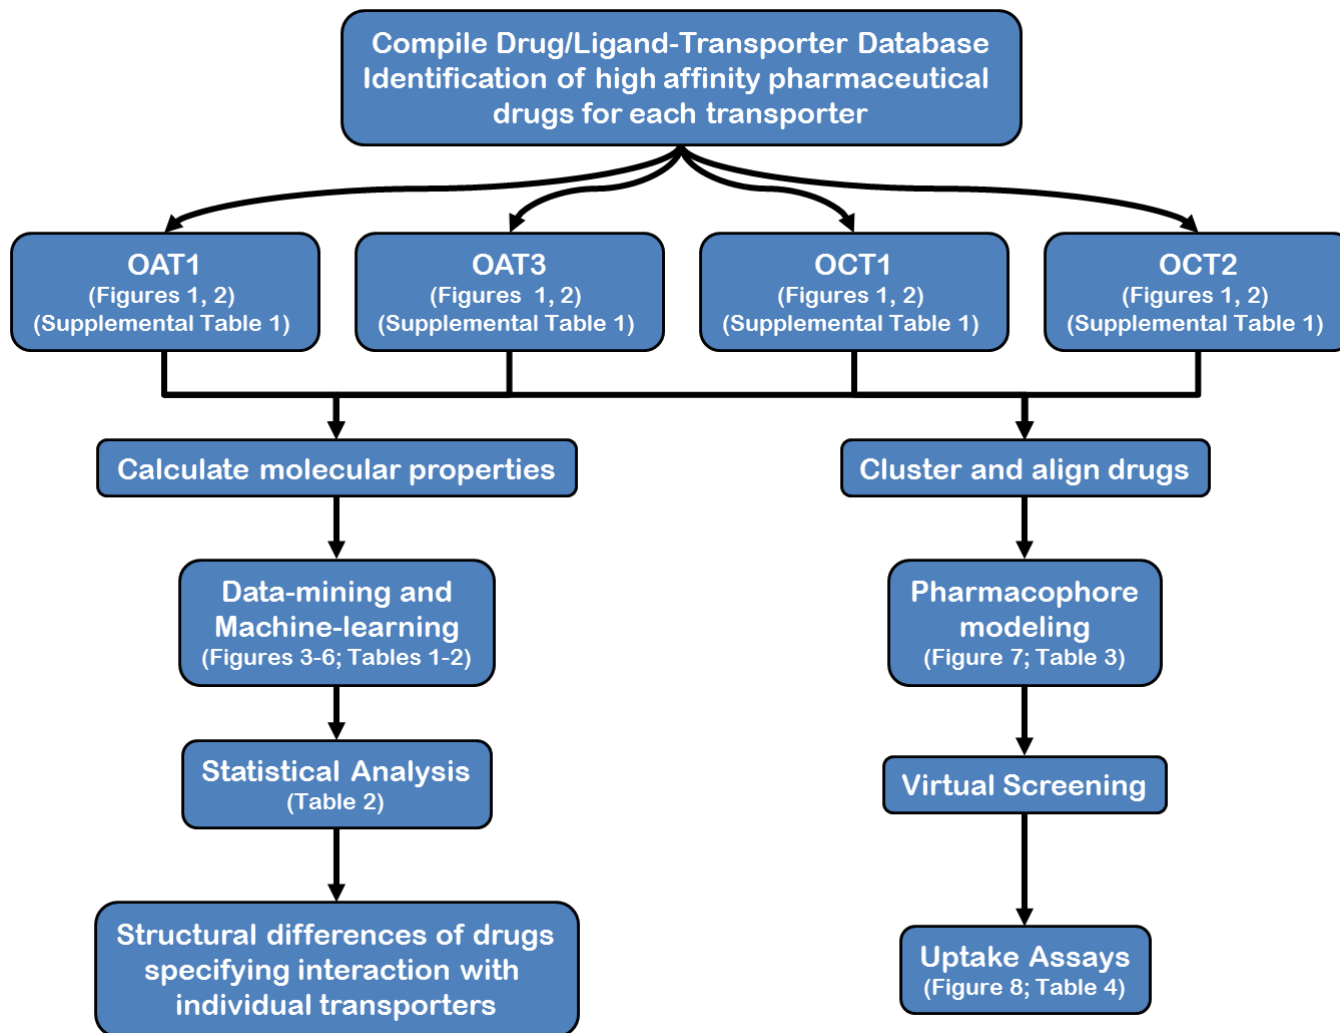 Compile Drug/Ligand-Transporter Database
Identification of high affinity pharmaceutical
drugs for each transporter
OAT1
(Figures 1, 2)
(Supplemental Table 1)
OAT3
(Figures 1, 2)
(Supplemental Table 1)
OCT1
(Figures 1, 2)
(Supplemental Table 1)
OCT2
(Figures 1, 2)
(Supplemental Table 1)
Calculate molecular properties
Data-mining and
Machine-learning
(Figures 3-6; Tables 1-2)
Statistical Analysis
(Table 2)
Structural differences of drugs
specifying interaction with
individual transporters
Cluster and align drugs
Pharmacophore
modeling
(Figure 7; Table 3)
Virtual Screening
Uptake Assays
(Figure 8; Table 4)